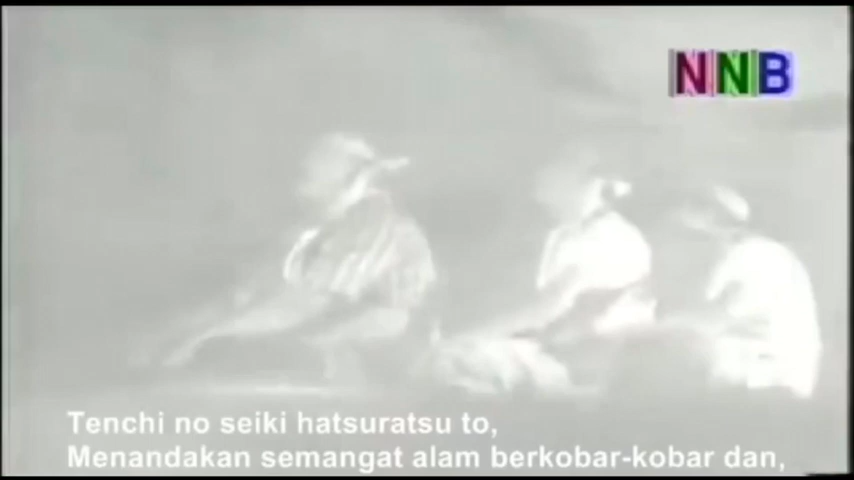 NNB
Tenchi no seiki hatsuratsu to,
Menandakan semangat alam berkobar-kobar dan,